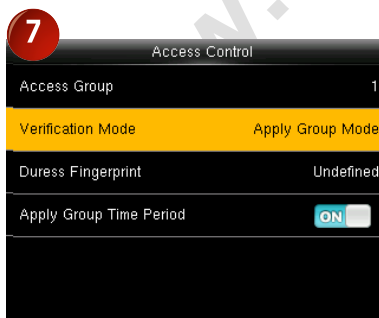 7
Access Control
Access Group 1
Verification Mode Apply Group Mode
Duress Fingerprint Undefined
Apply Group Time Period ON